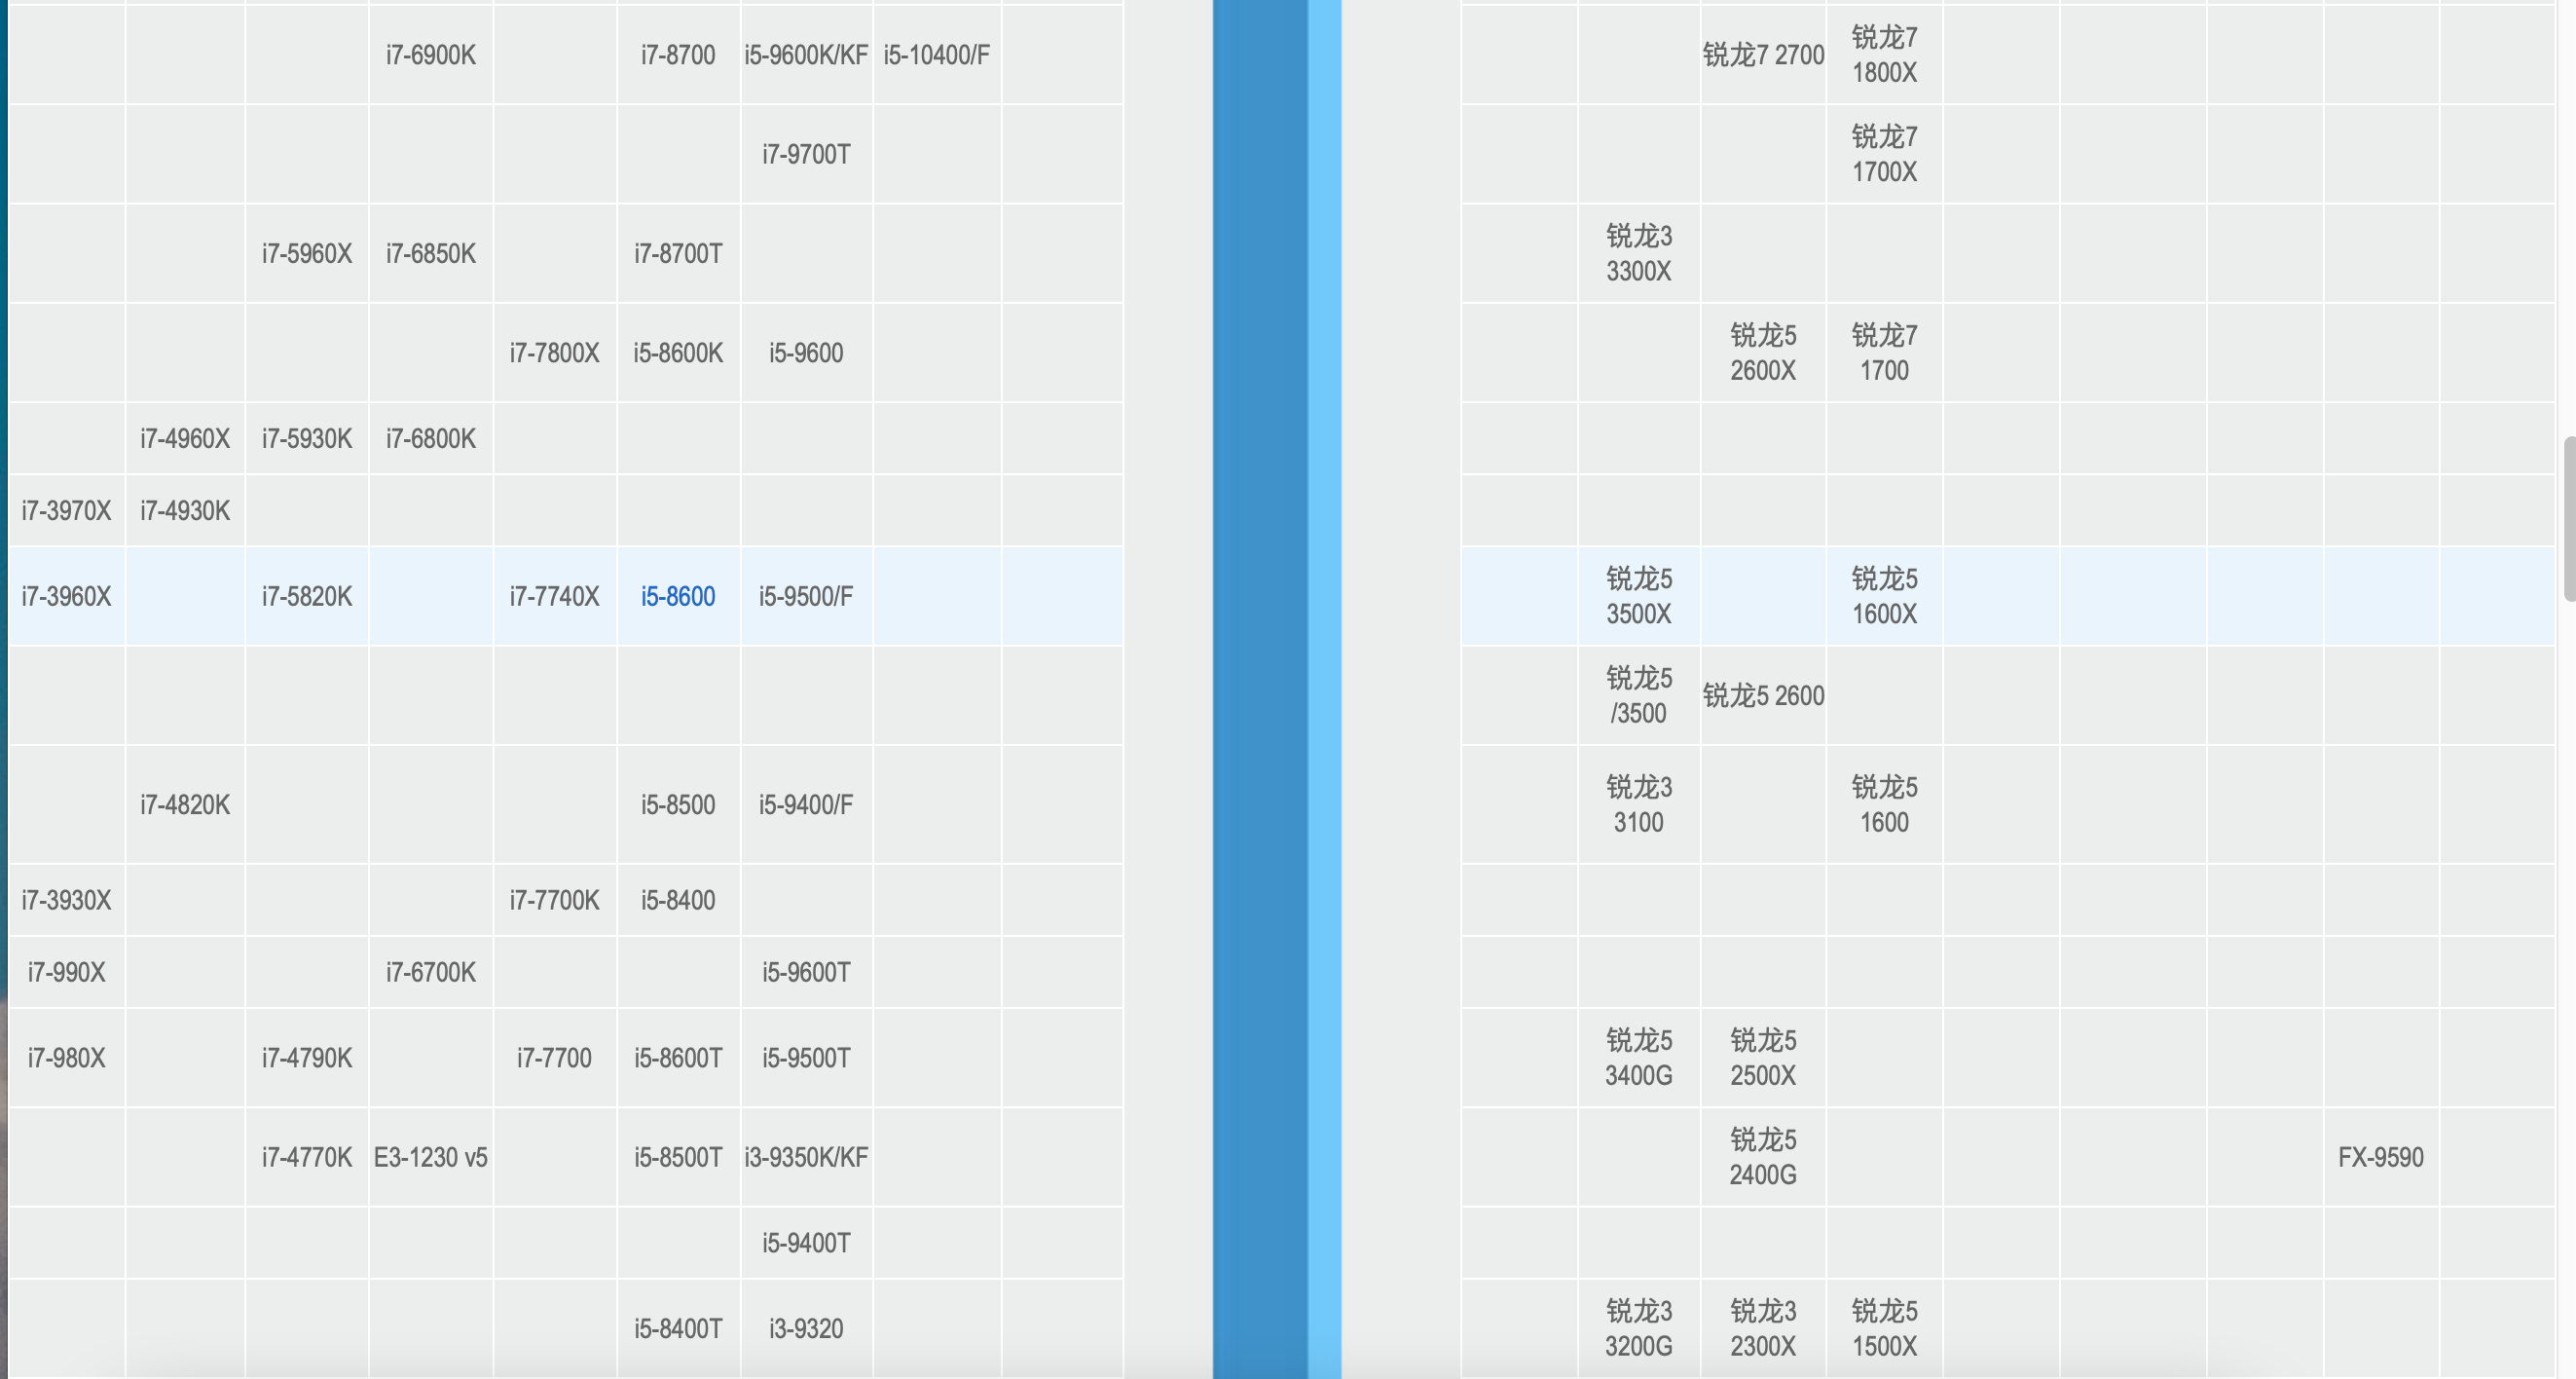 i7-6900K i7-8700 i5-9600K/KF i5-10400/F 锐龙7 2700 锐龙7
1800X
i7-9700T 锐龙7
1700X
i7-5960X i7-6850K i7-8700T 锐龙3
3300X
i7-7800X i5-8600K i5-9600 锐龙5 锐龙7
2600X 1700
i7-4960X i7-5930K i7-6800K
i7-3970X i7-4930K
i7-3960X i7-5820K i7-7740X i5-8600 i5-9500/F 锐龙5 锐龙5
3500X 1600X
锐龙5 锐龙5 2600
/3500
i7-4820K i5-8500 i5-9400/F 锐龙3 锐龙5
3100 1600
i7-3930X i7-7700K i5-8400
i7-990X i7-6700K i5-9600T
i7-980X i7-4790K i7-7700 i5-8600T i5-9500T 锐龙5 锐龙5
3400G 2500X
i7-4770K E3-1230 v5 i5-8500T i3-9350K/KF 锐龙5 FX-9590
2400G
i5-9400T
i5-8400T i3-9320 锐龙3 锐龙3 锐龙5
3200G 2300X 1500X